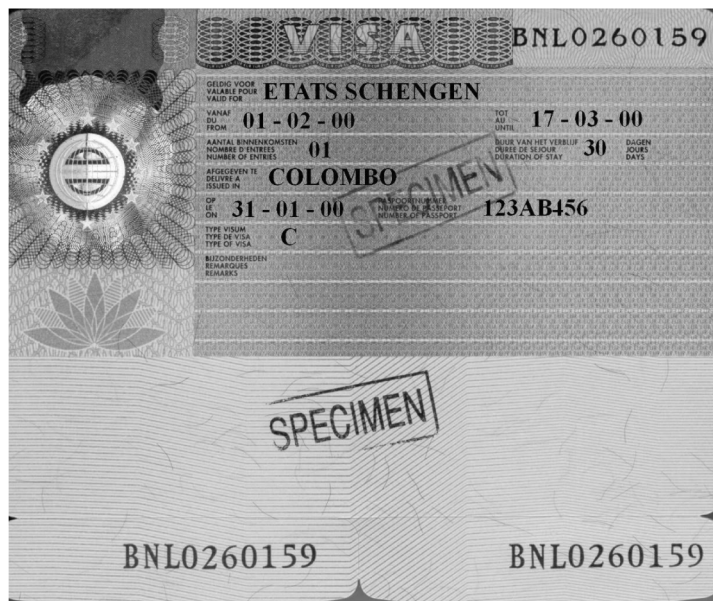 VISA
BNL0260159
GELDIG VOOR
VALABLE POUR
VALID FOR
ETATS SCHENGEN
VANAF
DU
FROM
01 - 02 - 00
TOT
AU
UNTIL
17 - 03 - 00
AANTAL BINNENKOMSTEN
NOMBRE D'ENTREES
NUMBER OF ENTRIES
01
DUUR VAN HET VERBLIJF
DUREE DE SEJOUR
DURATION OF STAY
30
DAGEN
JOURS
DAYS
AFGEGEVEN TE
DELIVRE A
ISSUED IN
COLOMBO
OP
LE
ON
31 - 01 - 00
PASPOORTNUMMER
NUMERO DE PASSEPORT
NUMBER OF PASSPORT
123AB456
SPECIMEN
TYPE VISUM
TYPE DE VISA
TYPE OF VISA
C
BIJZONDERHEDEN
REMARQUES
REMARKS
SPECIMEN
BNL0260159
BNL0260159